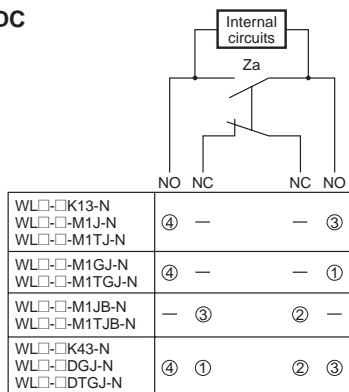 DC
Internal
circuits
Za
NO NC NC NO
WL□-□K13-N
WL□-□-M1J-N
WL□-□-M1TJ-N
④ — — ③
WL□-□-M1GJ-N
WL□-□-M1TGJ-N
④ — — ①
WL□-□-M1JB-N
WL□-□-M1TJB-N
— ③ ② —
WL□-□K43-N
WL□-□DGJ-N
WL□-□DTGJ-N
④ ① ② ③